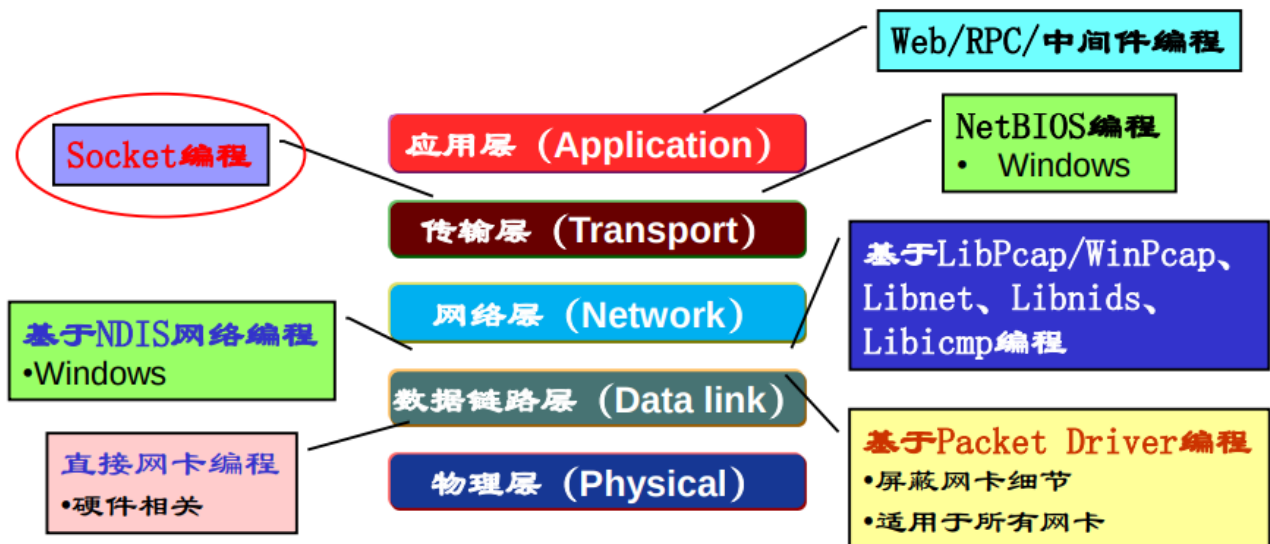 Web/RPC/中间件编程
Socket编程
应用层 (Application)
NetBIOS编程
• Windows
传输层 (Transport)
基于LibPcap/WinPcap、
Libnet、Libnids、
Libicmp编程
网络层 (Network)
基于NDIS网络编程
•Windows
数据链路层 (Data link)
直接网卡编程
•硬件相关
基于Packet Driver编程
•屏蔽网卡细节
•适用于所有网卡
物理层 (Physical)